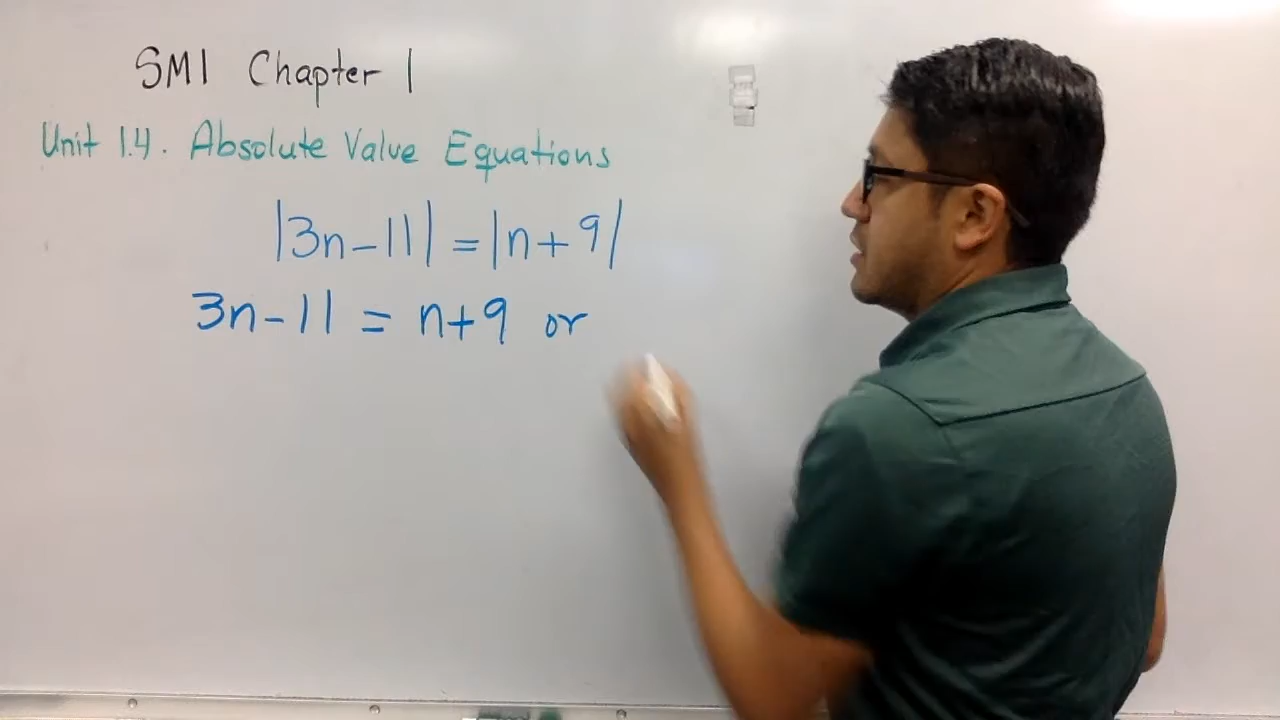 SM1 Chapter 1
Unit 1.4. Absolute Value Equations
|3n-11| = |n+9|
3n-11 = n+9 or